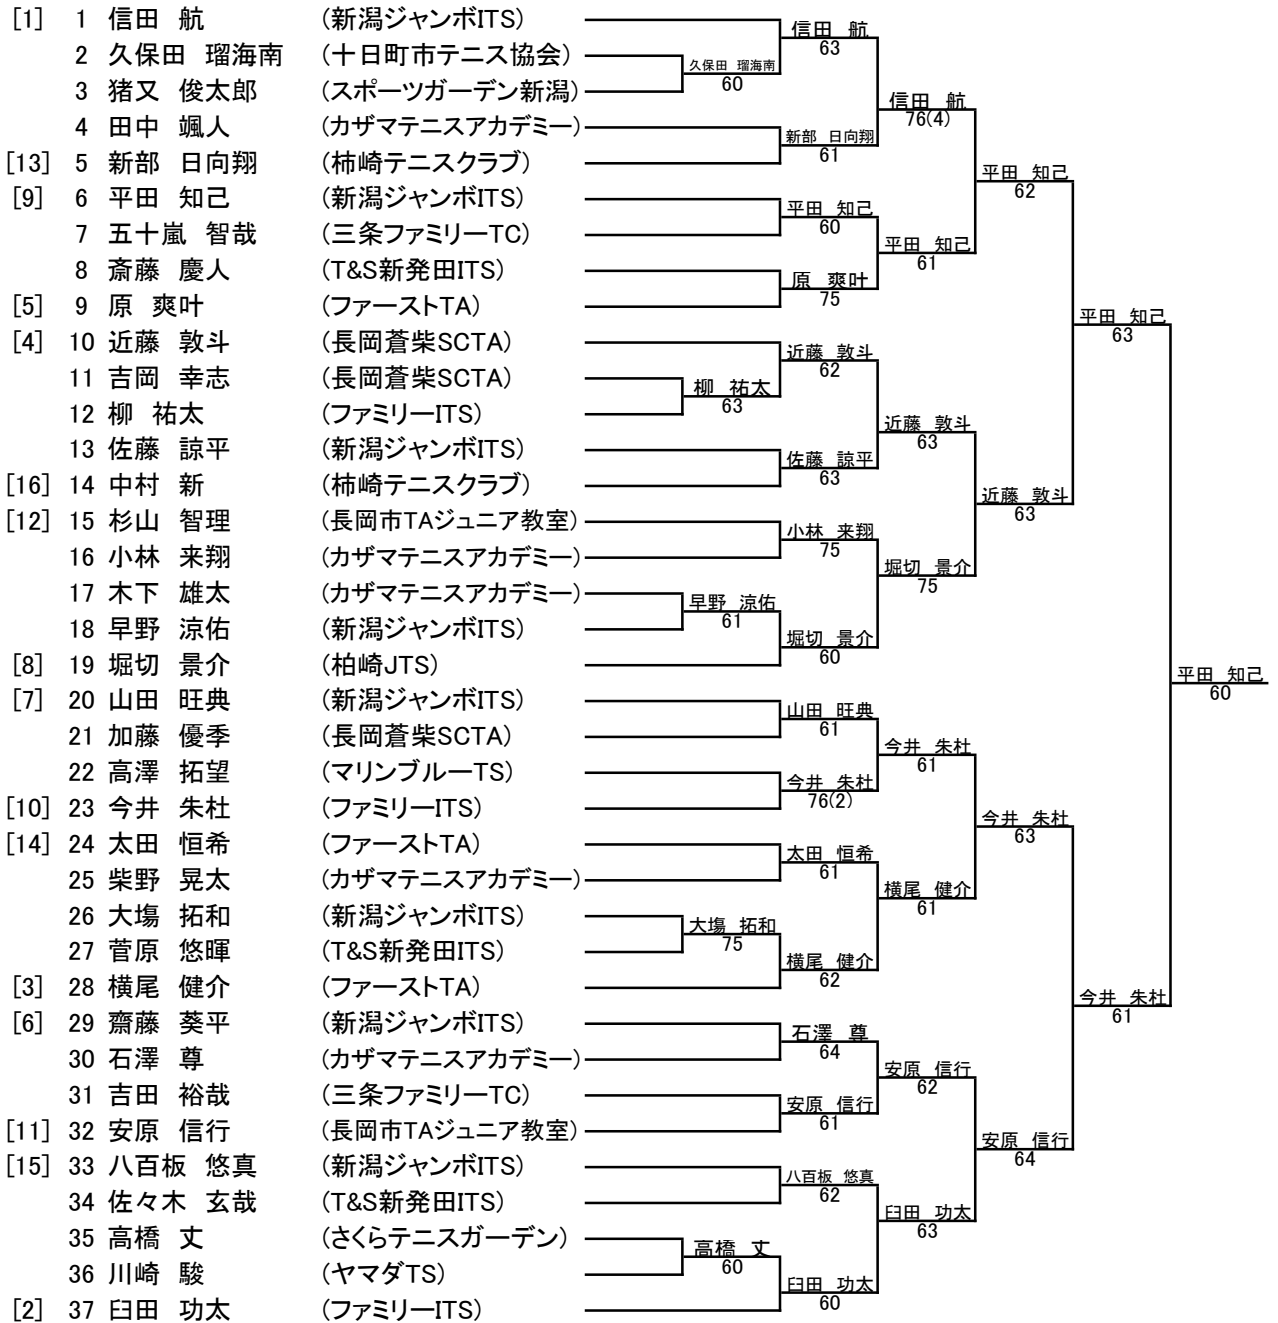 [1] 1 信田 航 (新潟ジャンボITS)
2 久保田 瑠海南 (十日町市テニス協会)
3 猪又 俊太郎 (スポーツガーデン新潟)
4 田中 颯人 (カザマテニスアカデミー)
[13] 5 新部 日向翔 (柿崎テニスクラブ)
[9] 6 平田 知己 (新潟ジャンボITS)
7 五十嵐 智哉 (三条ファミリーTC)
8 斎藤 慶人 (T&S新発田ITS)
[5] 9 原 爽叶 (ファーストTA)
[4] 10 近藤 敦斗 (長岡蒼柴SCTA)
11 吉岡 幸志 (長岡蒼柴SCTA)
12 柳 祐太 (ファミリーITS)
13 佐藤 諒平 (新潟ジャンボITS)
[16] 14 中村 新 (柿崎テニスクラブ)
[12] 15 杉山 智理 (長岡市TAジュニア教室)
16 小林 来翔 (カザマテニスアカデミー)
17 木下 雄太 (カザマテニスアカデミー)
18 早野 涼佑 (新潟ジャンボITS)
[8] 19 堀切 景介 (柏崎JTS)
[7] 20 山田 旺典 (新潟ジャンボITS)
21 加藤 優季 (長岡蒼柴SCTA)
22 高澤 拓望 (マリンブルーTS)
[10] 23 今井 朱杜 (ファミリーITS)
[14] 24 太田 恒希 (ファーストTA)
25 柴野 晃太 (カザマテニスアカデミー)
26 大塲 拓和 (新潟ジャンボITS)
27 菅原 悠暉 (T&S新発田ITS)
[3] 28 横尾 健介 (ファーストTA)
[6] 29 齋藤 葵平 (新潟ジャンボITS)
30 石澤 尊 (カザマテニスアカデミー)
31 吉田 裕哉 (三条ファミリーTC)
[11] 32 安原 信行 (長岡市TAジュニア教室)
[15] 33 八百板 悠真 (新潟ジャンボITS)
34 佐々木 玄哉 (T&S新発田ITS)
35 高橋 丈 (さくらテニスガーデン)
36 川崎 駿 (ヤマダTS)
[2] 37 臼田 功太 (ファミリーITS)
久保田 瑠海南
60
柳 祐太
63
早野 涼佑
61
大塲 拓和
75
高橋 丈
60
信田 航
63
新部 日向翔
61
平田 知己
60
原 爽叶
75
近藤 敦斗
62
佐藤 諒平
63
小林 来翔
75
堀切 景介
60
山田 旺典
61
今井 朱杜
76(2)
太田 恒希
61
横尾 健介
62
石澤 尊
64
安原 信行
61
八百板 悠真
62
臼田 功太
60
信田 航
76(4)
平田 知己
61
近藤 敦斗
63
堀切 景介
75
今井 朱杜
61
横尾 健介
61
安原 信行
62
臼田 功太
63
平田 知己
62
近藤 敦斗
63
今井 朱杜
63
安原 信行
64
平田 知己
63
今井 朱杜
61
平田 知己
60